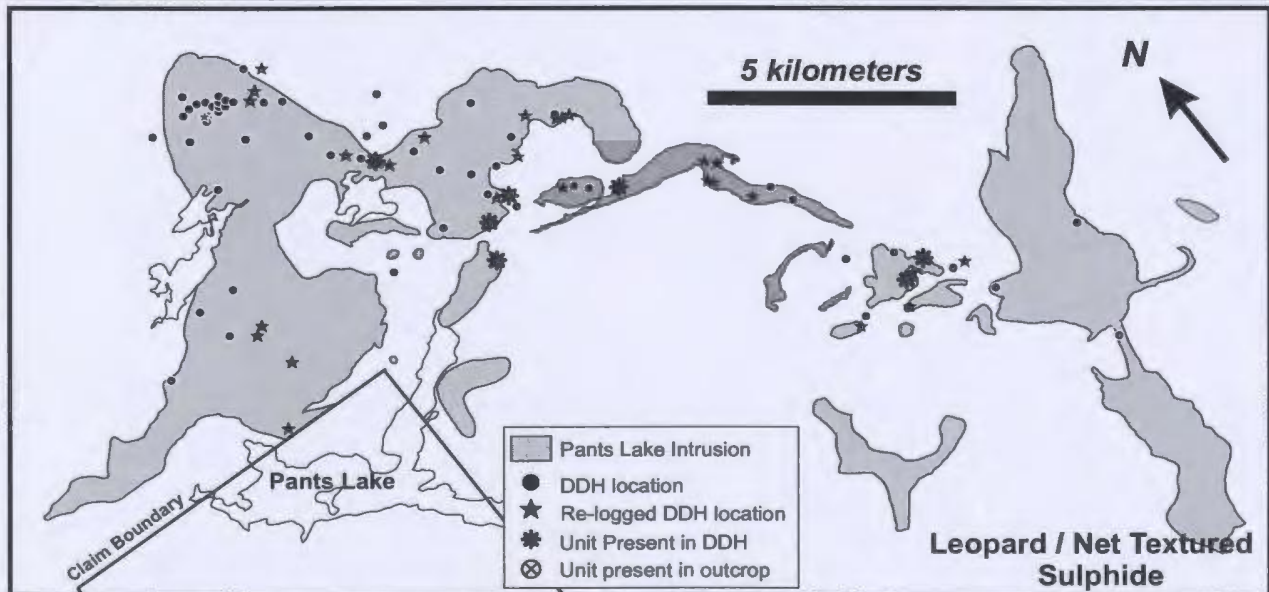 5 kilometers
N
Pants Lake
Claim Boundary
Pants Lake Intrusion
DDH location
Re-logged DDH location
Unit Present in DDH
Unit present in outcrop
Leopard / Net Textured
Sulphide